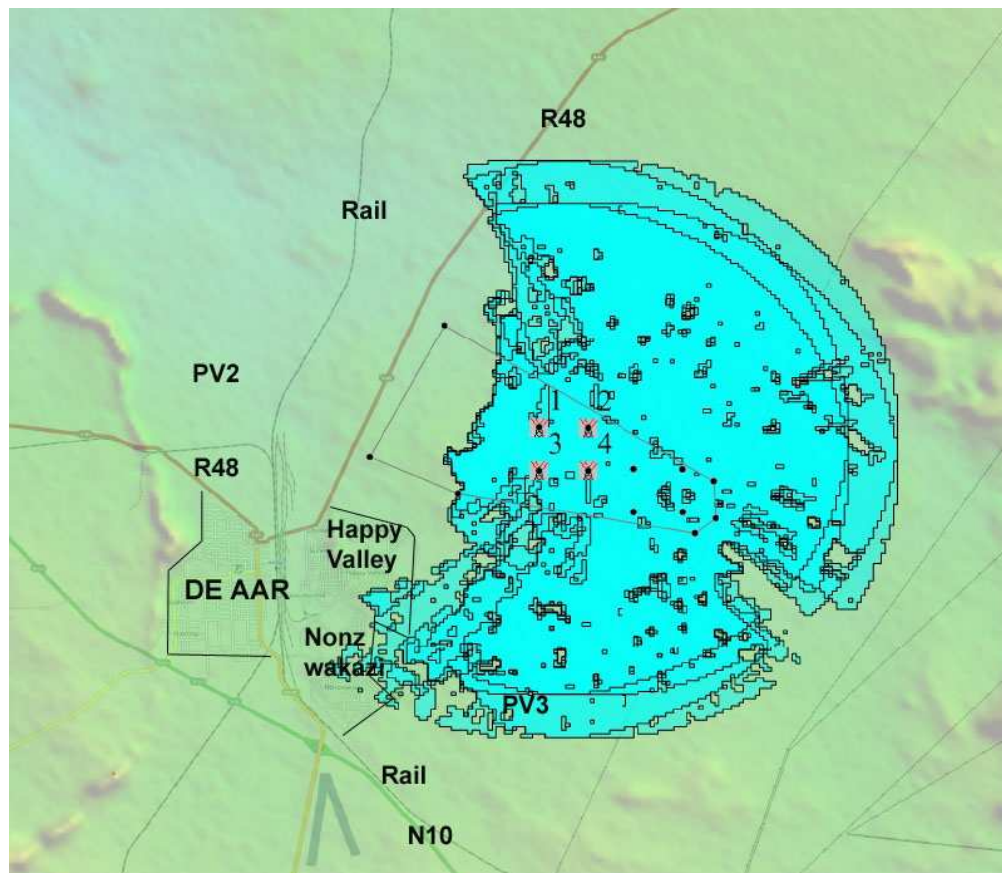 R48
Rail
PV2
1 2
3 4
R48
Happy
Valley
DE AAR
Nonz
wakazi
PV3
Rail
N10